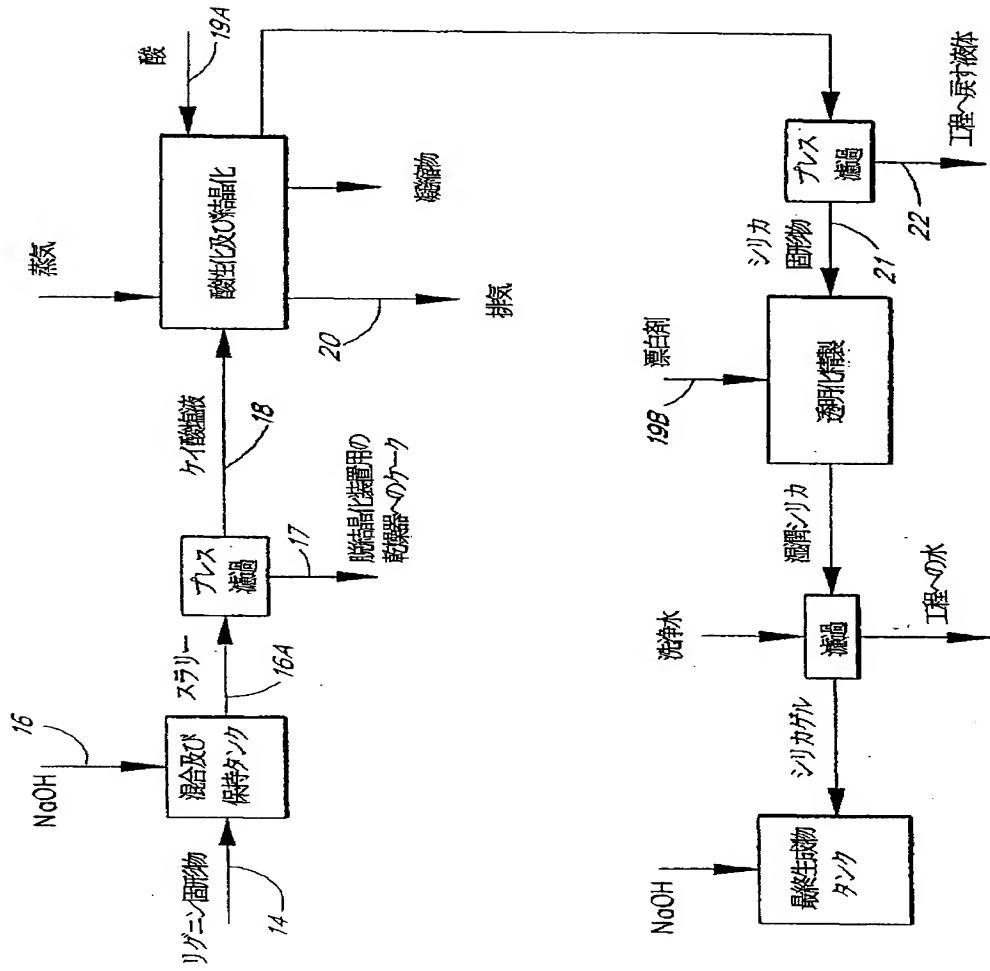 NaOH
16
リグニン固形物
14
混合及び
保持タンク
スラリー
16A
プレス
濾過
17
脱結晶化装置用の
乾燥器へのケーク
ケイ酸塩液
18
蒸気
酸
19A
酸性化及び結晶化
20
排気
凝縮物
プレス
濾過
22
工程へ戻す液体
シリカ
固形物
21
漂白剤
19B
透明化精製
湿潤シリカ
洗浄水
濾過
工程への水
シリカゲル
NaOH
最終生成物
タンク